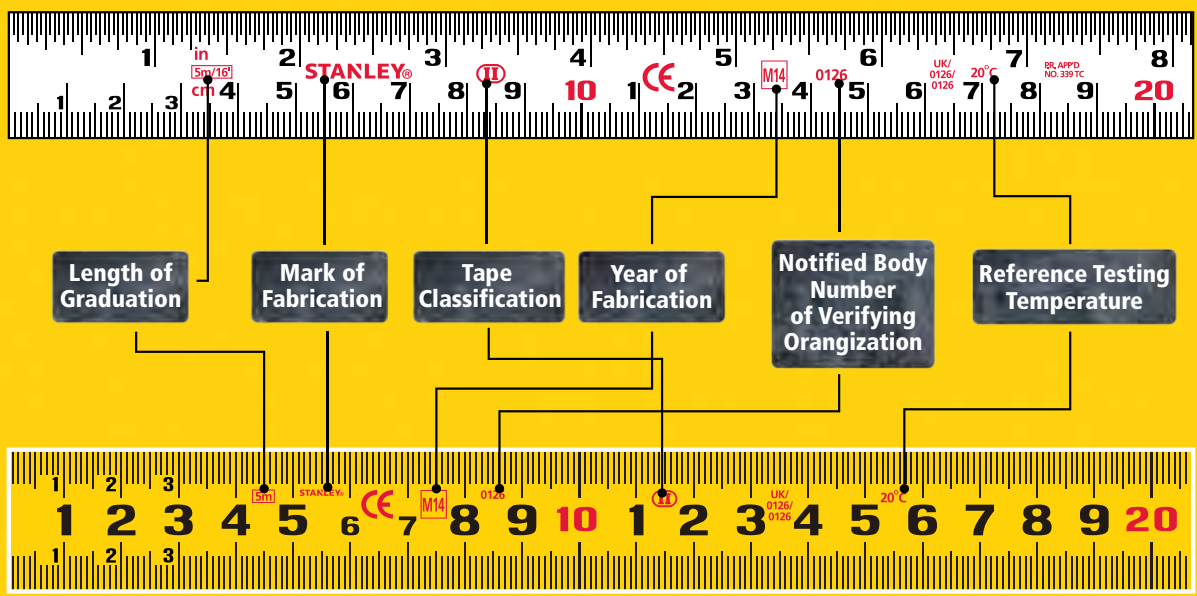 1 2 3 4 5 6 7 8
in
5m/16'
cm
STANLEY®
II
CE
M14
0126
UK/
0126/
0126
20°C
P.R. APP'D
NO. 339 TC
1 2 3 4 5 6 7 8 9 10 1 2 3 4 5 6 7 8 9 20
Length of
Graduation
Mark of
Fabrication
Tape
Classification
Year of
Fabrication
Notified Body
Number
of Verifying
Orangization
Reference Testing
Temperature
1 2 3
5m
STANLEY®
CE
M14
0126
II
UK/
0126/
0126
20°C
1 2 3 4 5 6 7 8 9 10 1 2 3 4 5 6 7 8 9 20
1 2 3